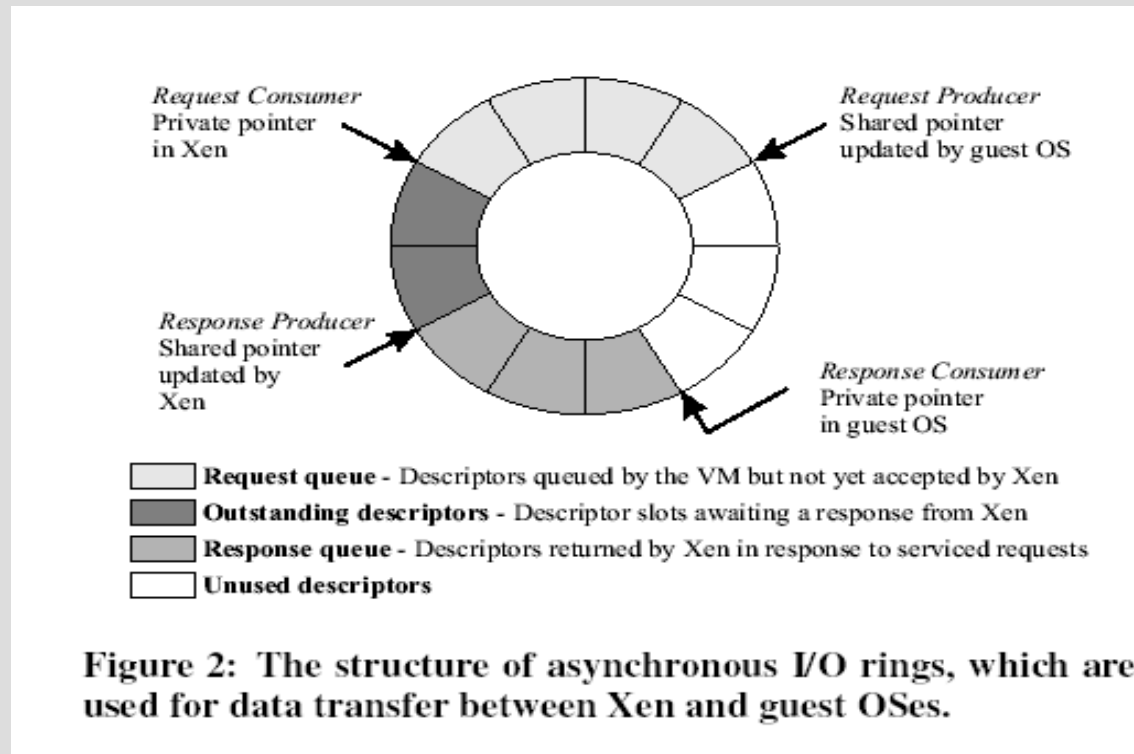 Request Consumer
Private pointer
in Xen
Request Producer
Shared pointer
updated by guest OS
Response Producer
Shared pointer
updated by
Xen
Response Consumer
Private pointer
in guest OS
Request queue - Descriptors queued by the VM but not yet accepted by Xen
Outstanding descriptors - Descriptor slots awaiting a response from Xen
Response queue - Descriptors returned by Xen in response to serviced requests
Unused descriptors
Figure 2: The structure of asynchronous I/O rings, which are
used for data transfer between Xen and guest OSes.